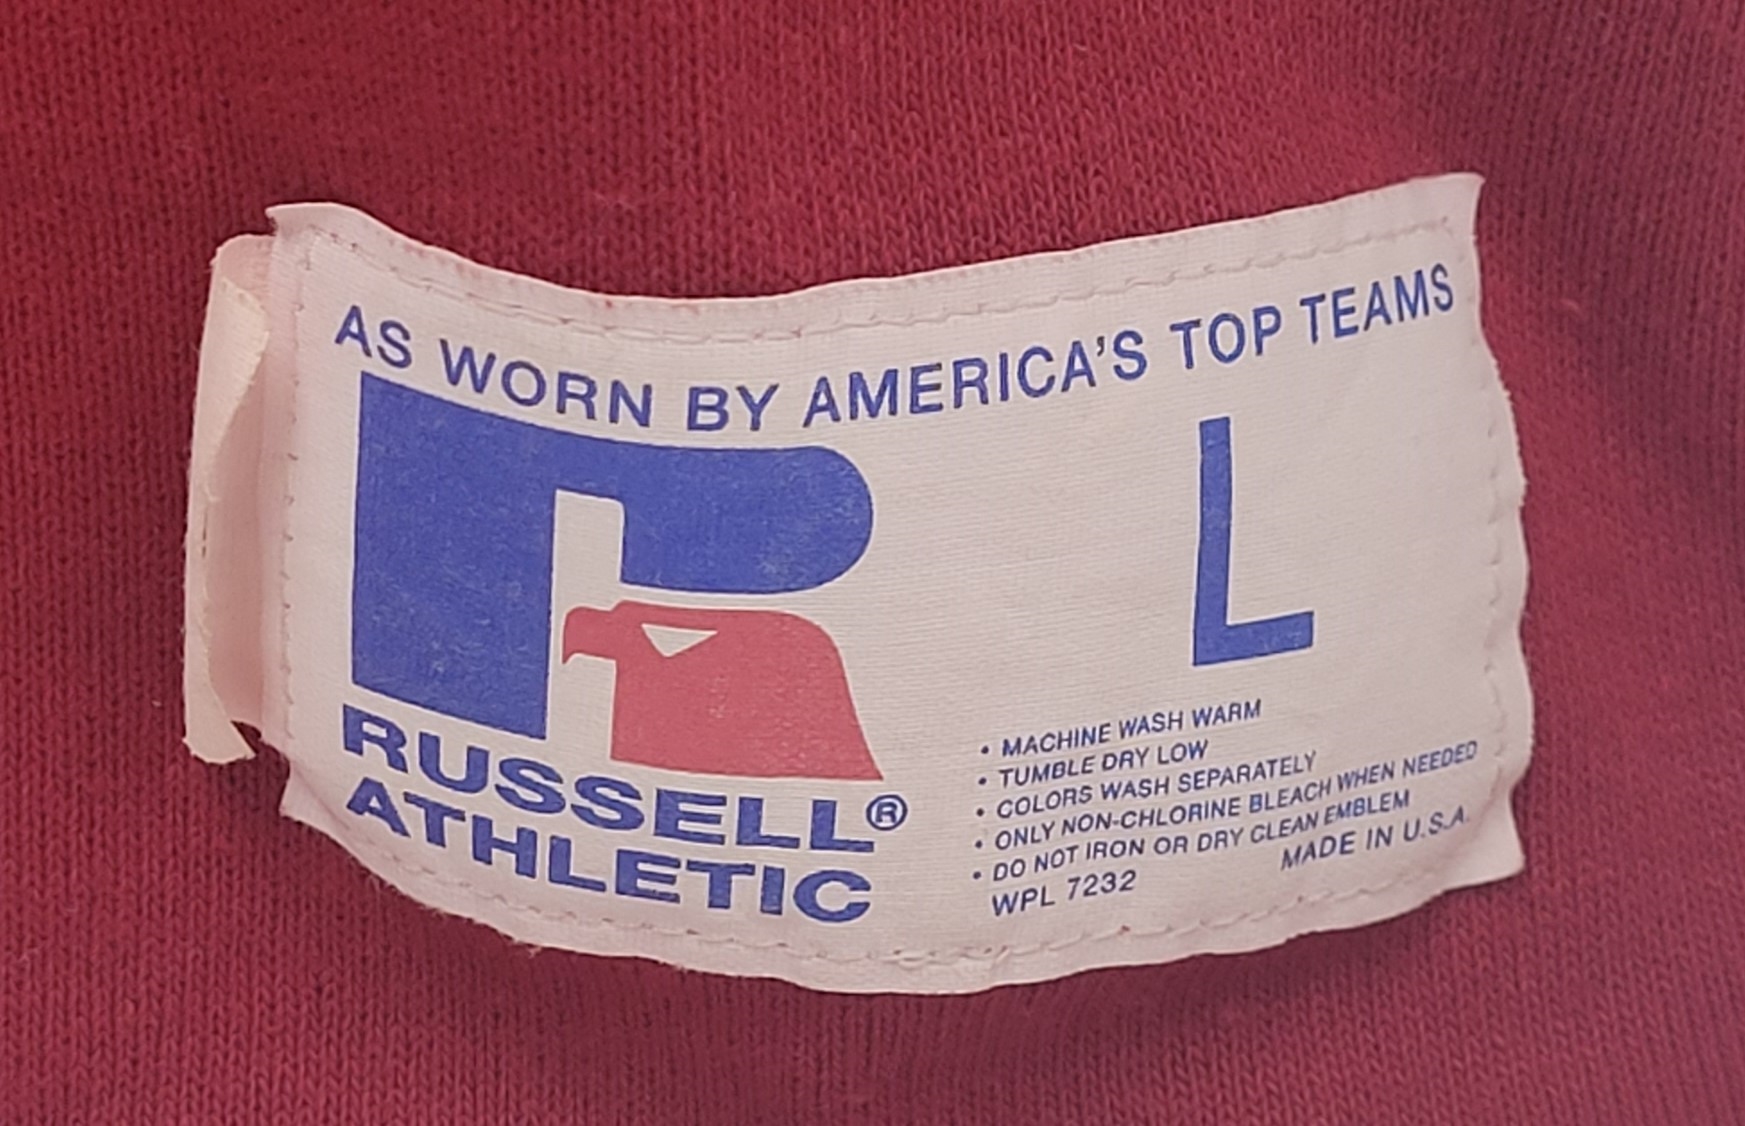 AS WORN BY AMERICA'S TOP TEAMS
L
RUSSELL®
ATHLETIC
• MACHINE WASH WARM
• TUMBLE DRY LOW
• COLORS WASH SEPARATELY
• ONLY NON-CHLORINE BLEACH WHEN NEEDED
• DO NOT IRON OR DRY CLEAN EMBLEM
WPL 7232 MADE IN U.S.A.